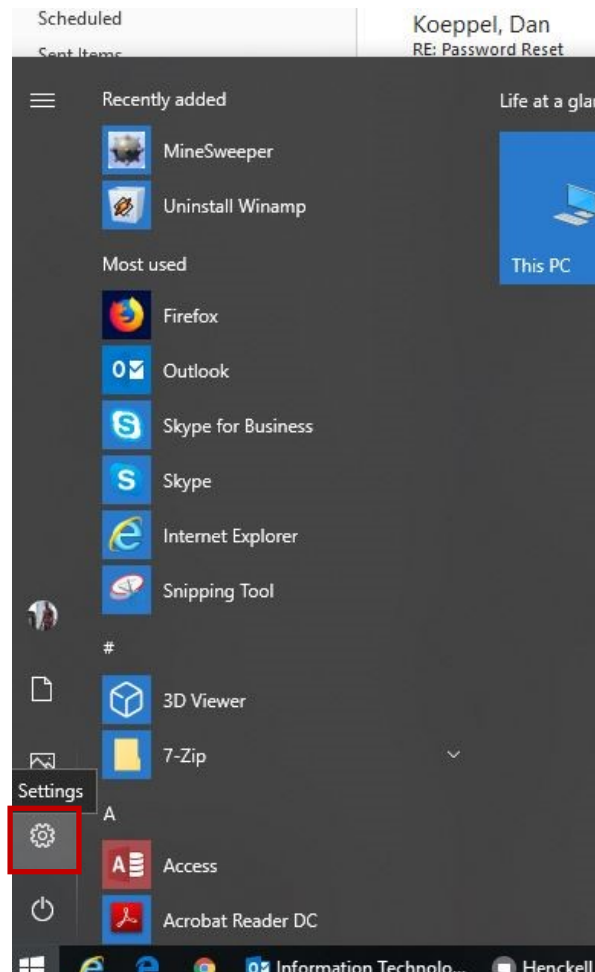 Scheduled
Sent Items
Koeppel, Dan
RE: Password Reset
Recently added
Life at a gla
MineSweeper
Uninstall Winamp
This PC
Most used
Firefox
Outlook
Skype for Business
Skype
Internet Explorer
Snipping Tool
#
3D Viewer
7-Zip
Settings
A
Access
Acrobat Reader DC
Information Technolo...
Henckell